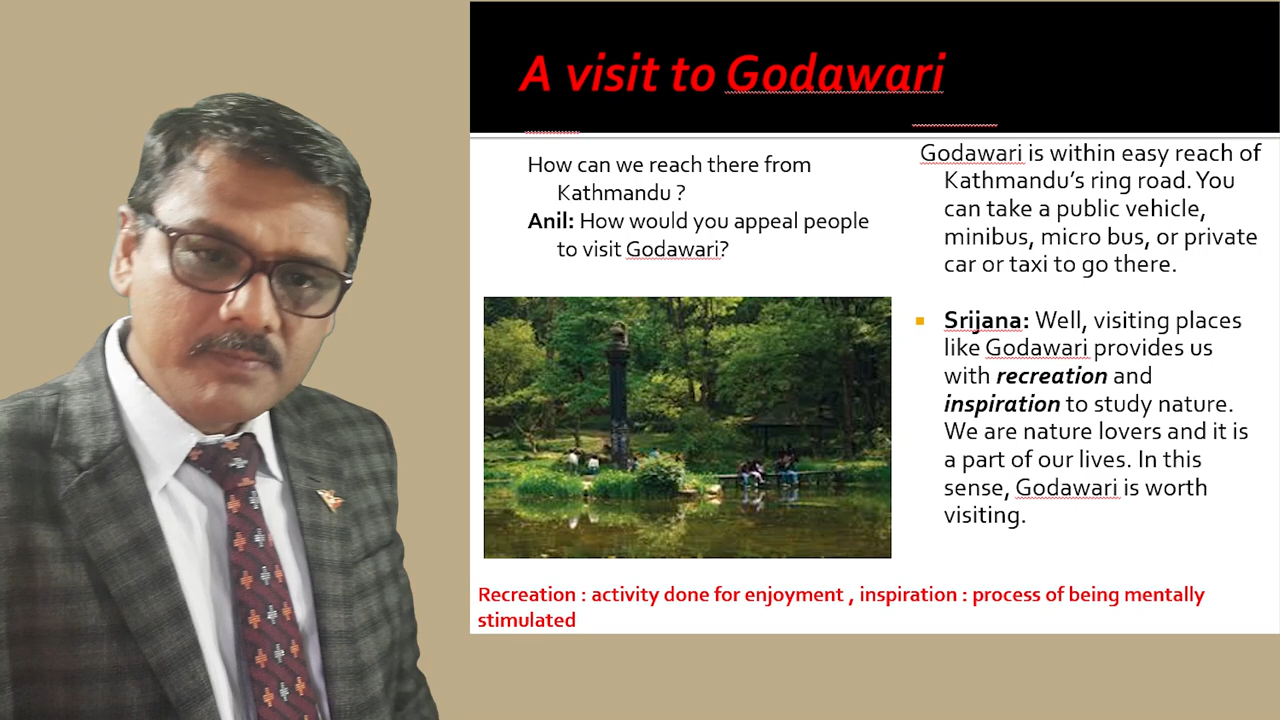 A visit to Godawari
How can we reach there from
Kathmandu ?
Anil: How would you appeal people
to visit Godawari?
Godawari is within easy reach of
Kathmandu's ring road. You
can take a public vehicle,
minibus, micro bus, or private
car or taxi to go there.
Srijana: Well, visiting places
like Godawari provides us
with recreation and
inspiration to study nature.
We are nature lovers and it is
a part of our lives. In this
sense, Godawari is worth
visiting.
Recreation : activity done for enjoyment , inspiration : process of being mentally
stimulated